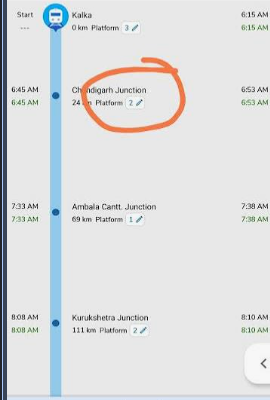 Start Kalka 6:15 AM
--- 0 km Platform 3 6:15 AM
6:45 AM Chandigarh Junction 6:53 AM
6:45 AM 24 km Platform 2 6:53 AM
7:33 AM Ambala Cantt. Junction 7:38 AM
7:33 AM 69 km Platform 1 7:38 AM
8:08 AM Kurukshetra Junction 8:10 AM
8:08 AM 111 km Platform 2 8:10 AM